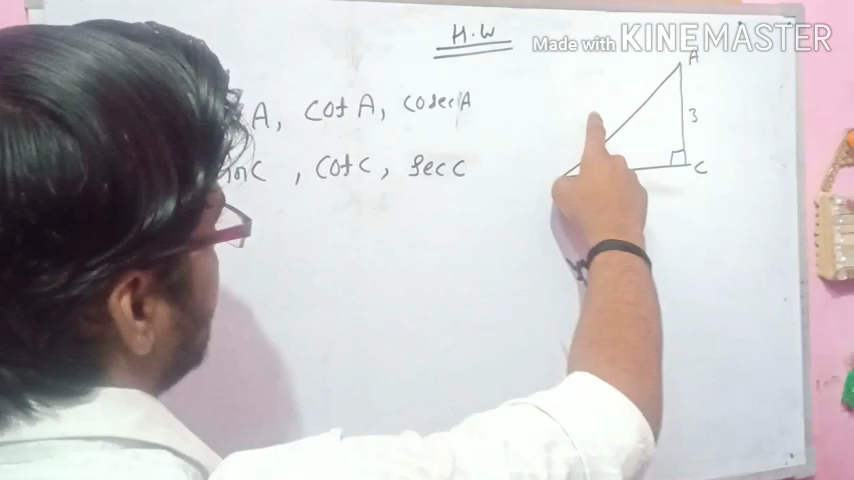 H.W
Made with KINEMASTER
A
A, Cot A, cosec A
3
C , Cot C, Sec C
C